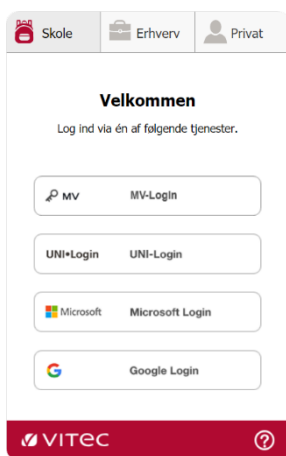 Skole Erhverv Privat
Velkommen
Log ind via én af følgende tjenester.
MV MV-Login
UNI•Login UNI-Login
Microsoft Microsoft Login
Google Login
vitec